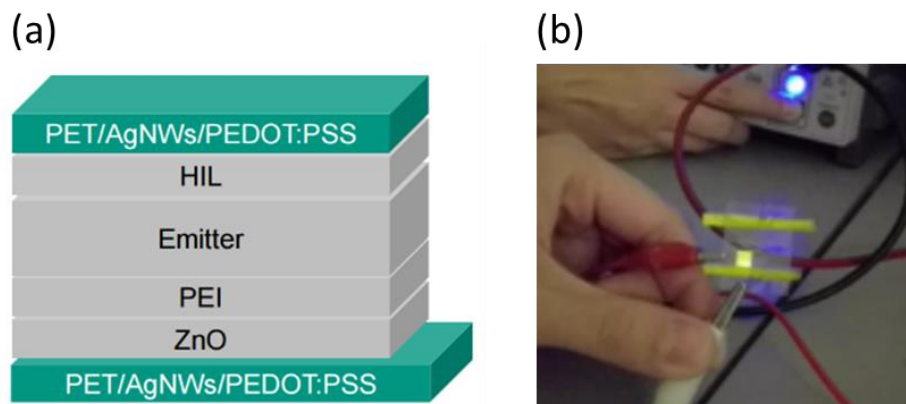 (a)
(b)
PET/AgNWs/PEDOT:PSS
HIL
Emitter
PEI
ZnO
PET/AgNWs/PEDOT:PSS